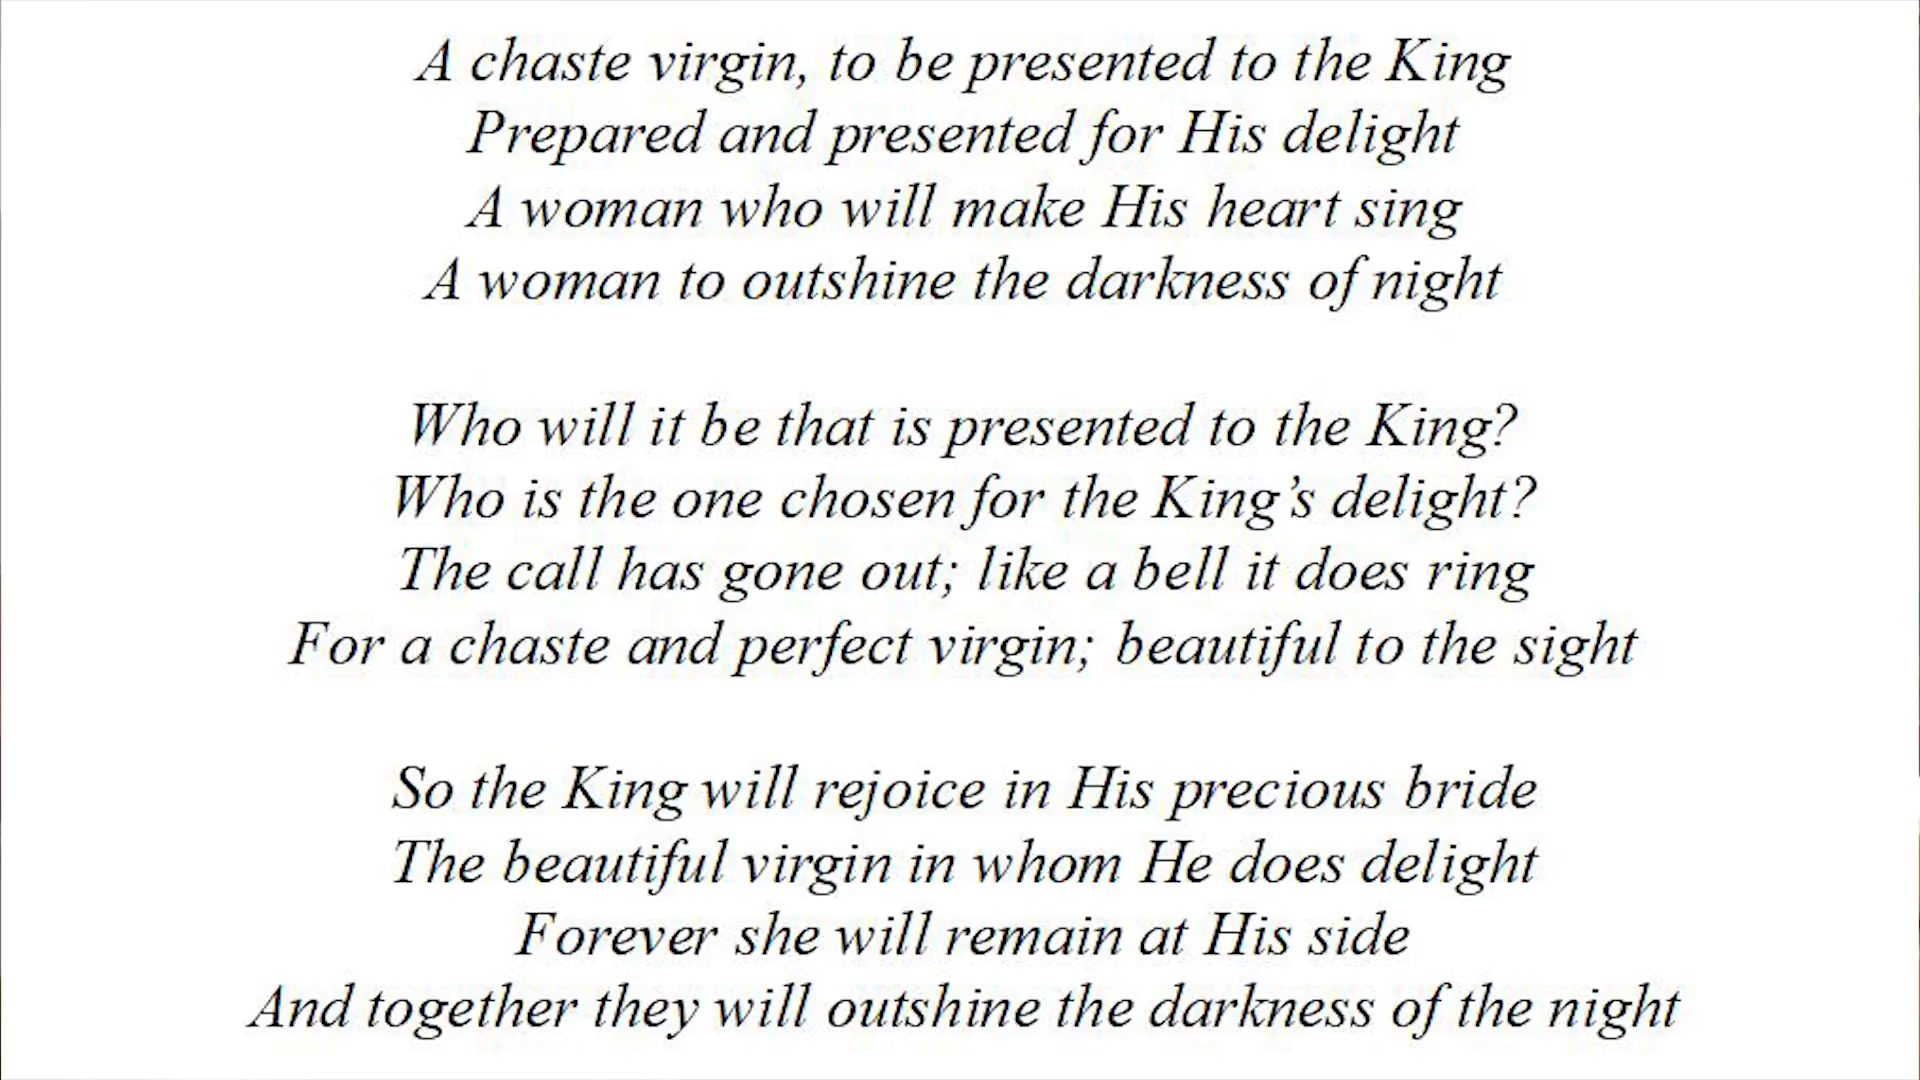 A chaste virgin, to be presented to the King
Prepared and presented for His delight
A woman who will make His heart sing
A woman to outshine the darkness of night
Who will it be that is presented to the King?
Who is the one chosen for the King’s delight?
The call has gone out; like a bell it does ring
For a chaste and perfect virgin; beautiful to the sight
So the King will rejoice in His precious bride
The beautiful virgin in whom He does delight
Forever she will remain at His side
And together they will outshine the darkness of the night